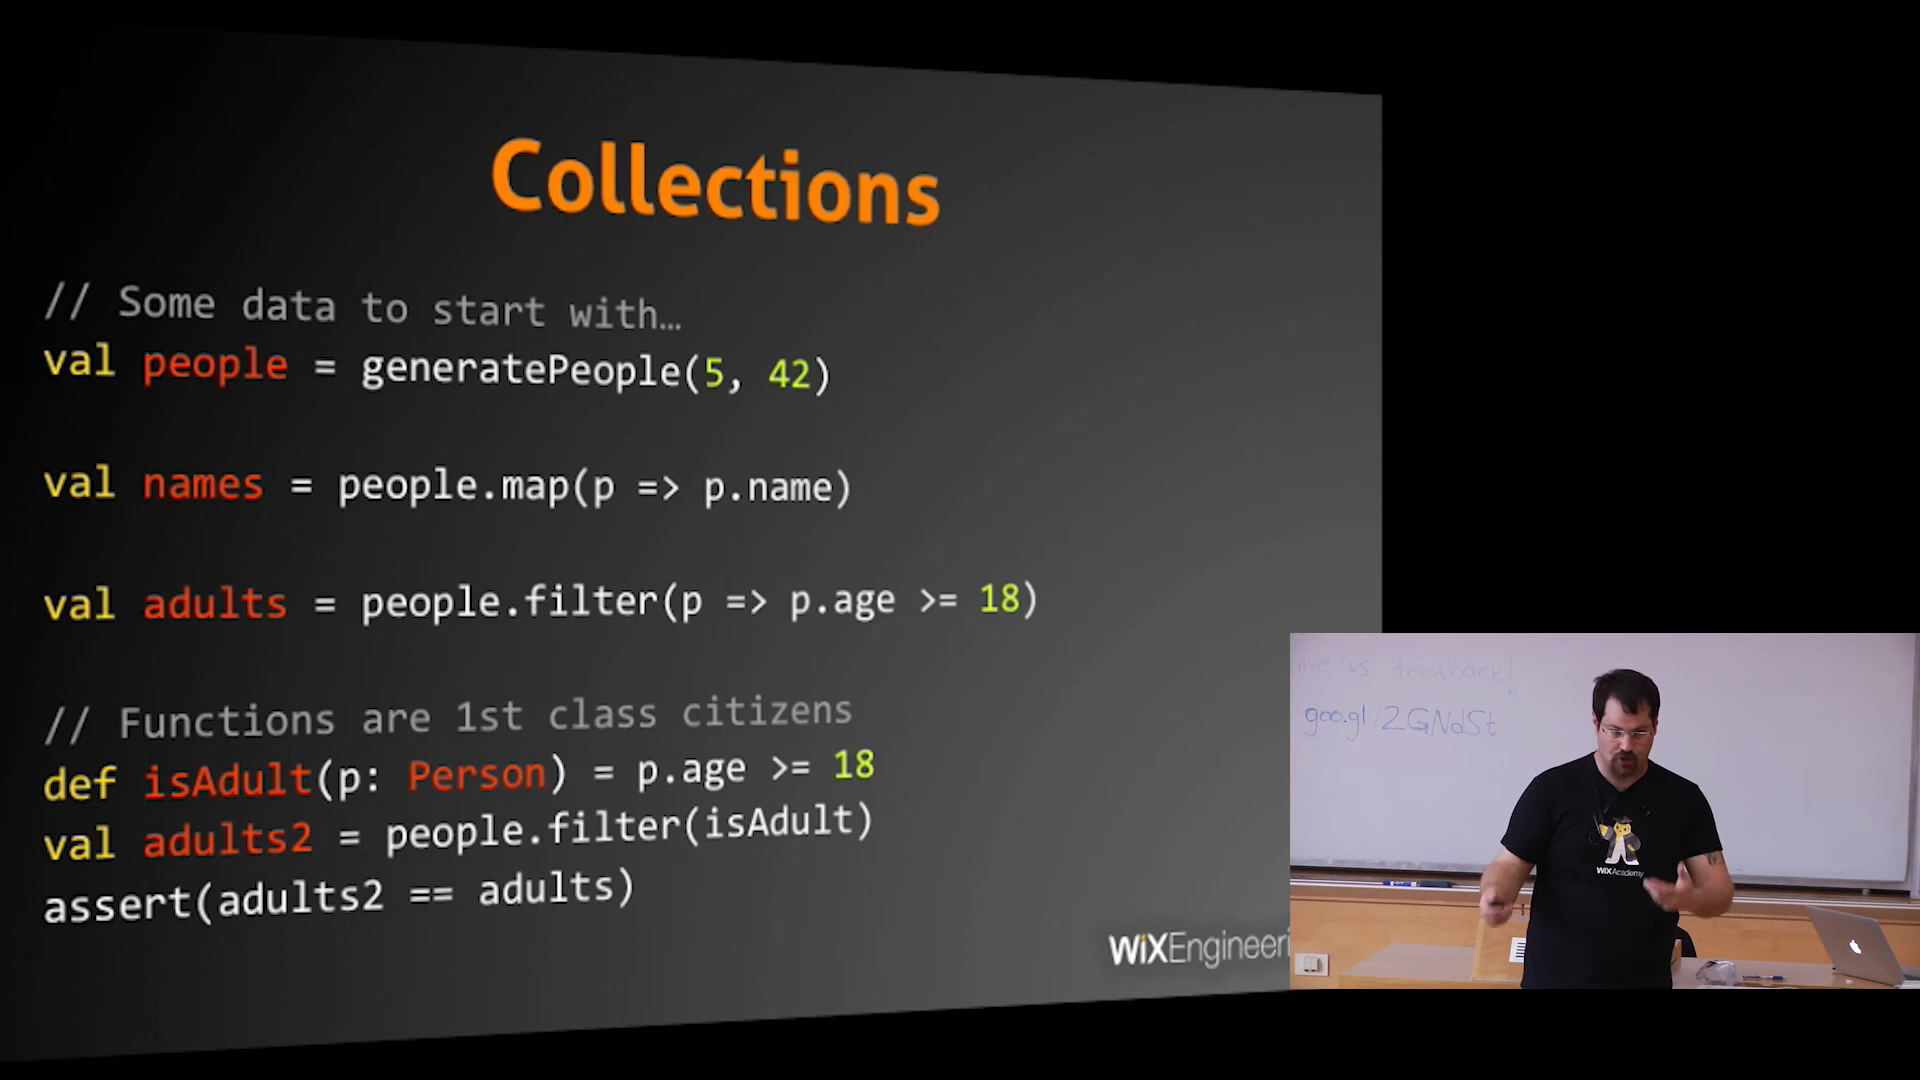 Collections
// Some data to start with…
val people = generatePeople(5, 42)
val names = people.map(p => p.name)
val adults = people.filter(p => p.age >= 18)
// Functions are 1st class citizens
def isAdult(p: Person) = p.age >= 18
val adults2 = people.filter(isAdult)
assert(adults2 == adults)
WiXEngineeri
vs feedback!
goo.gl/2GNdSt
WiXAcademy